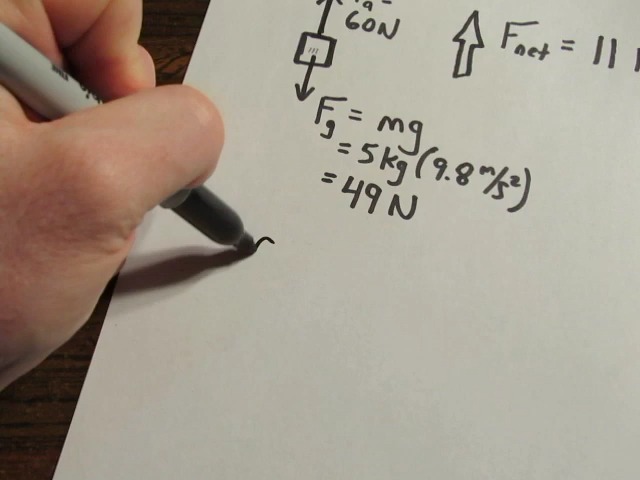 60N
Fnet = 11
m
Fg = mg
= 5kg (9.8 m/s²)
= 49 N